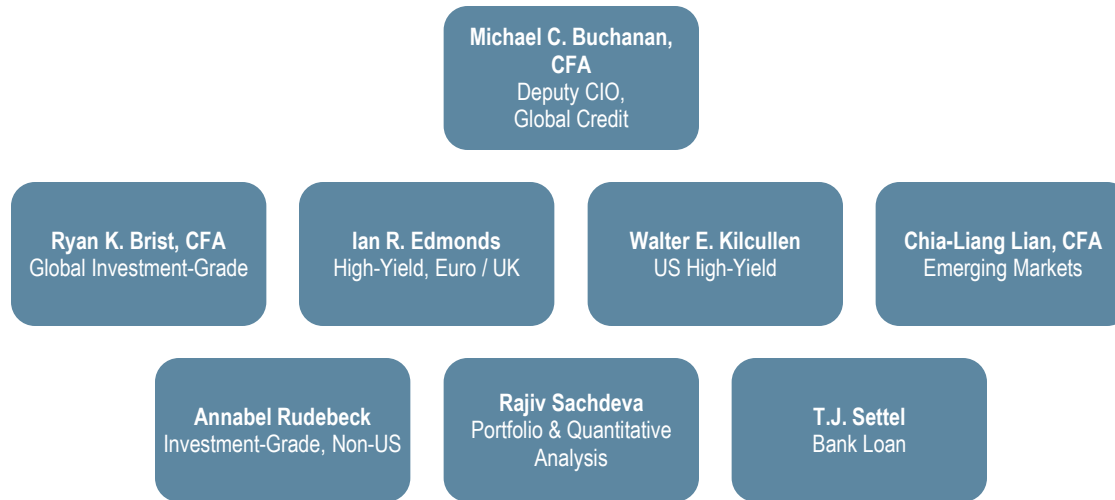 Michael C. Buchanan,
CFA
Deputy CIO,
Global Credit
Ryan K. Brist, CFA
Global Investment-Grade
Ian R. Edmonds
High-Yield, Euro / UK
Walter E. Kilcullen
US High-Yield
Chia-Liang Lian, CFA
Emerging Markets
Annabel Rudebeck
Investment-Grade, Non-US
Rajiv Sachdeva
Portfolio & Quantitative
Analysis
T.J. Settel
Bank Loan